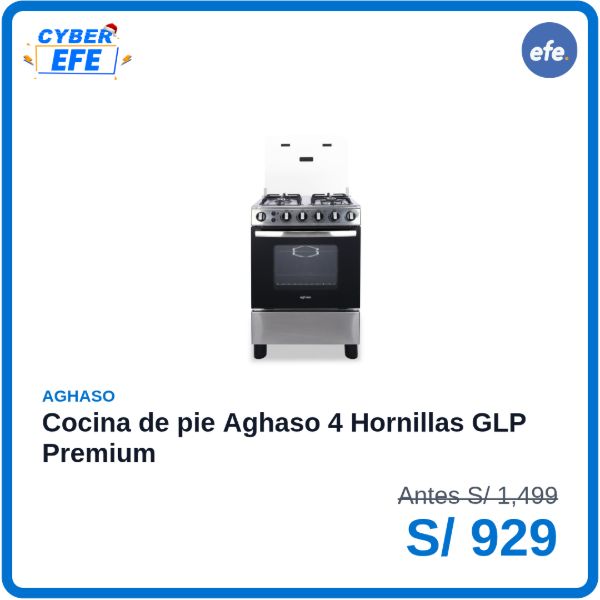 CYBER
EFE
efe.
AGHASO
Cocina de pie Aghaso 4 Hornillas GLP
Premium
Antes S/ 1,499
S/ 929